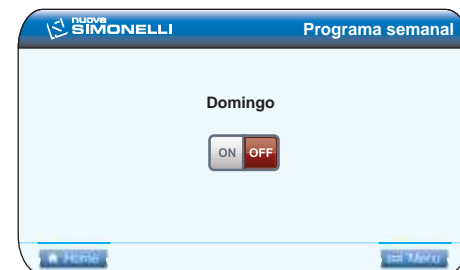 nuova
SIMONELLI
Programa semanal
Domingo
ON OFF
Home Menu